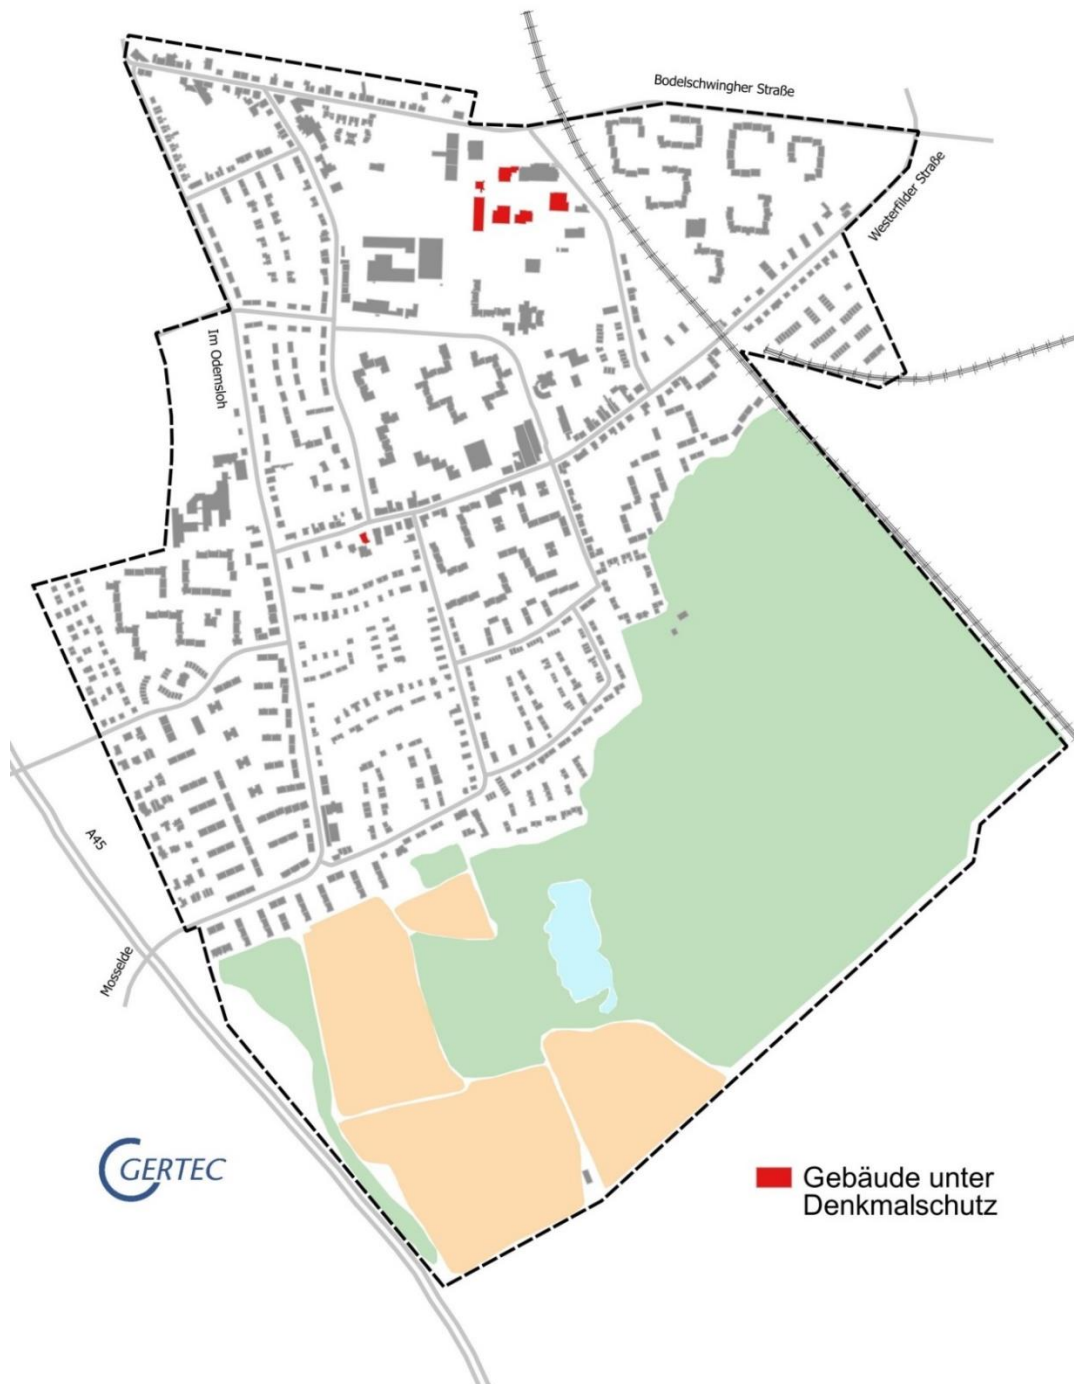 Bodelschwingher Straße
Westerfilder Straße
Im Odemsloh
A45
Mosselde
GERTEC
Gebäude unter
Denkmalschutz